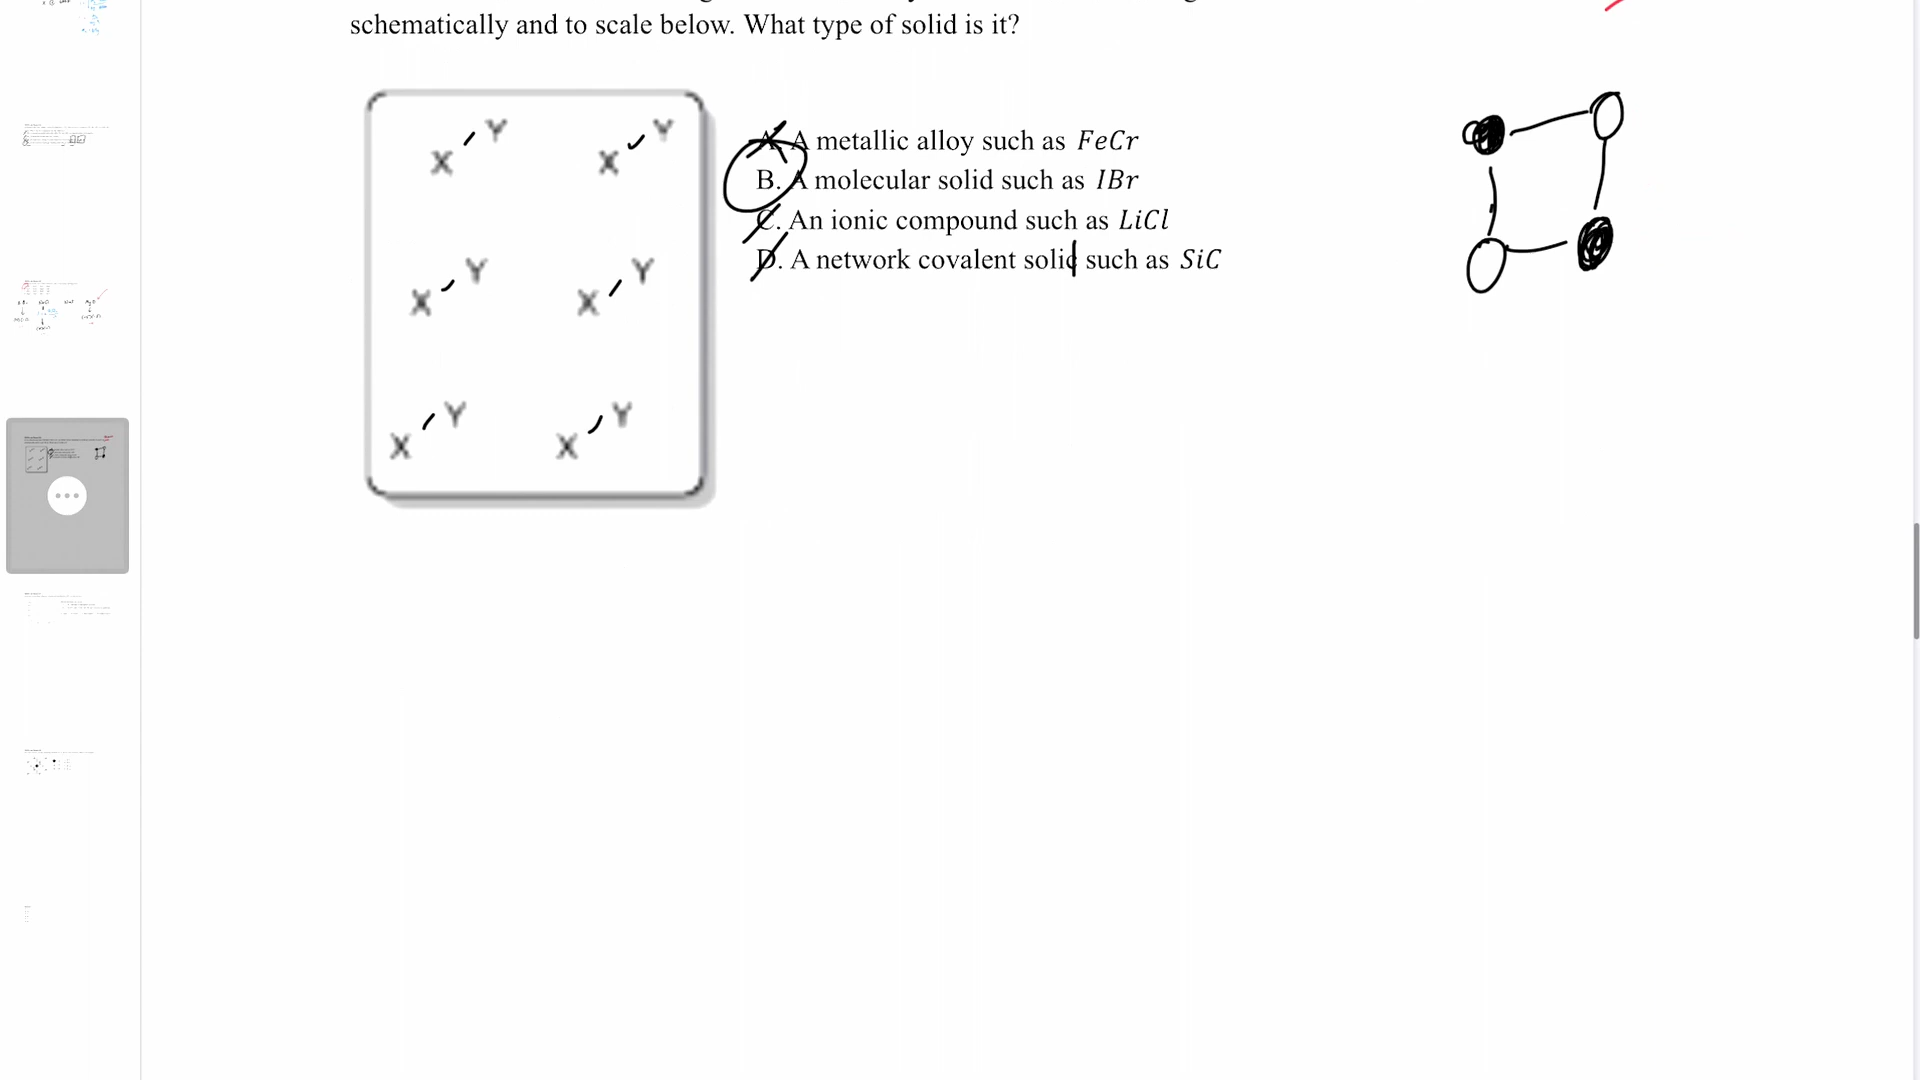 schematically and to scale below. What type of solid is it?
X Y X Y
A. A metallic alloy such as FeCr
B. A molecular solid such as IBr
C. An ionic compound such as LiCl
D. A network covalent solid such as SiC
X Y X Y
X Y X Y